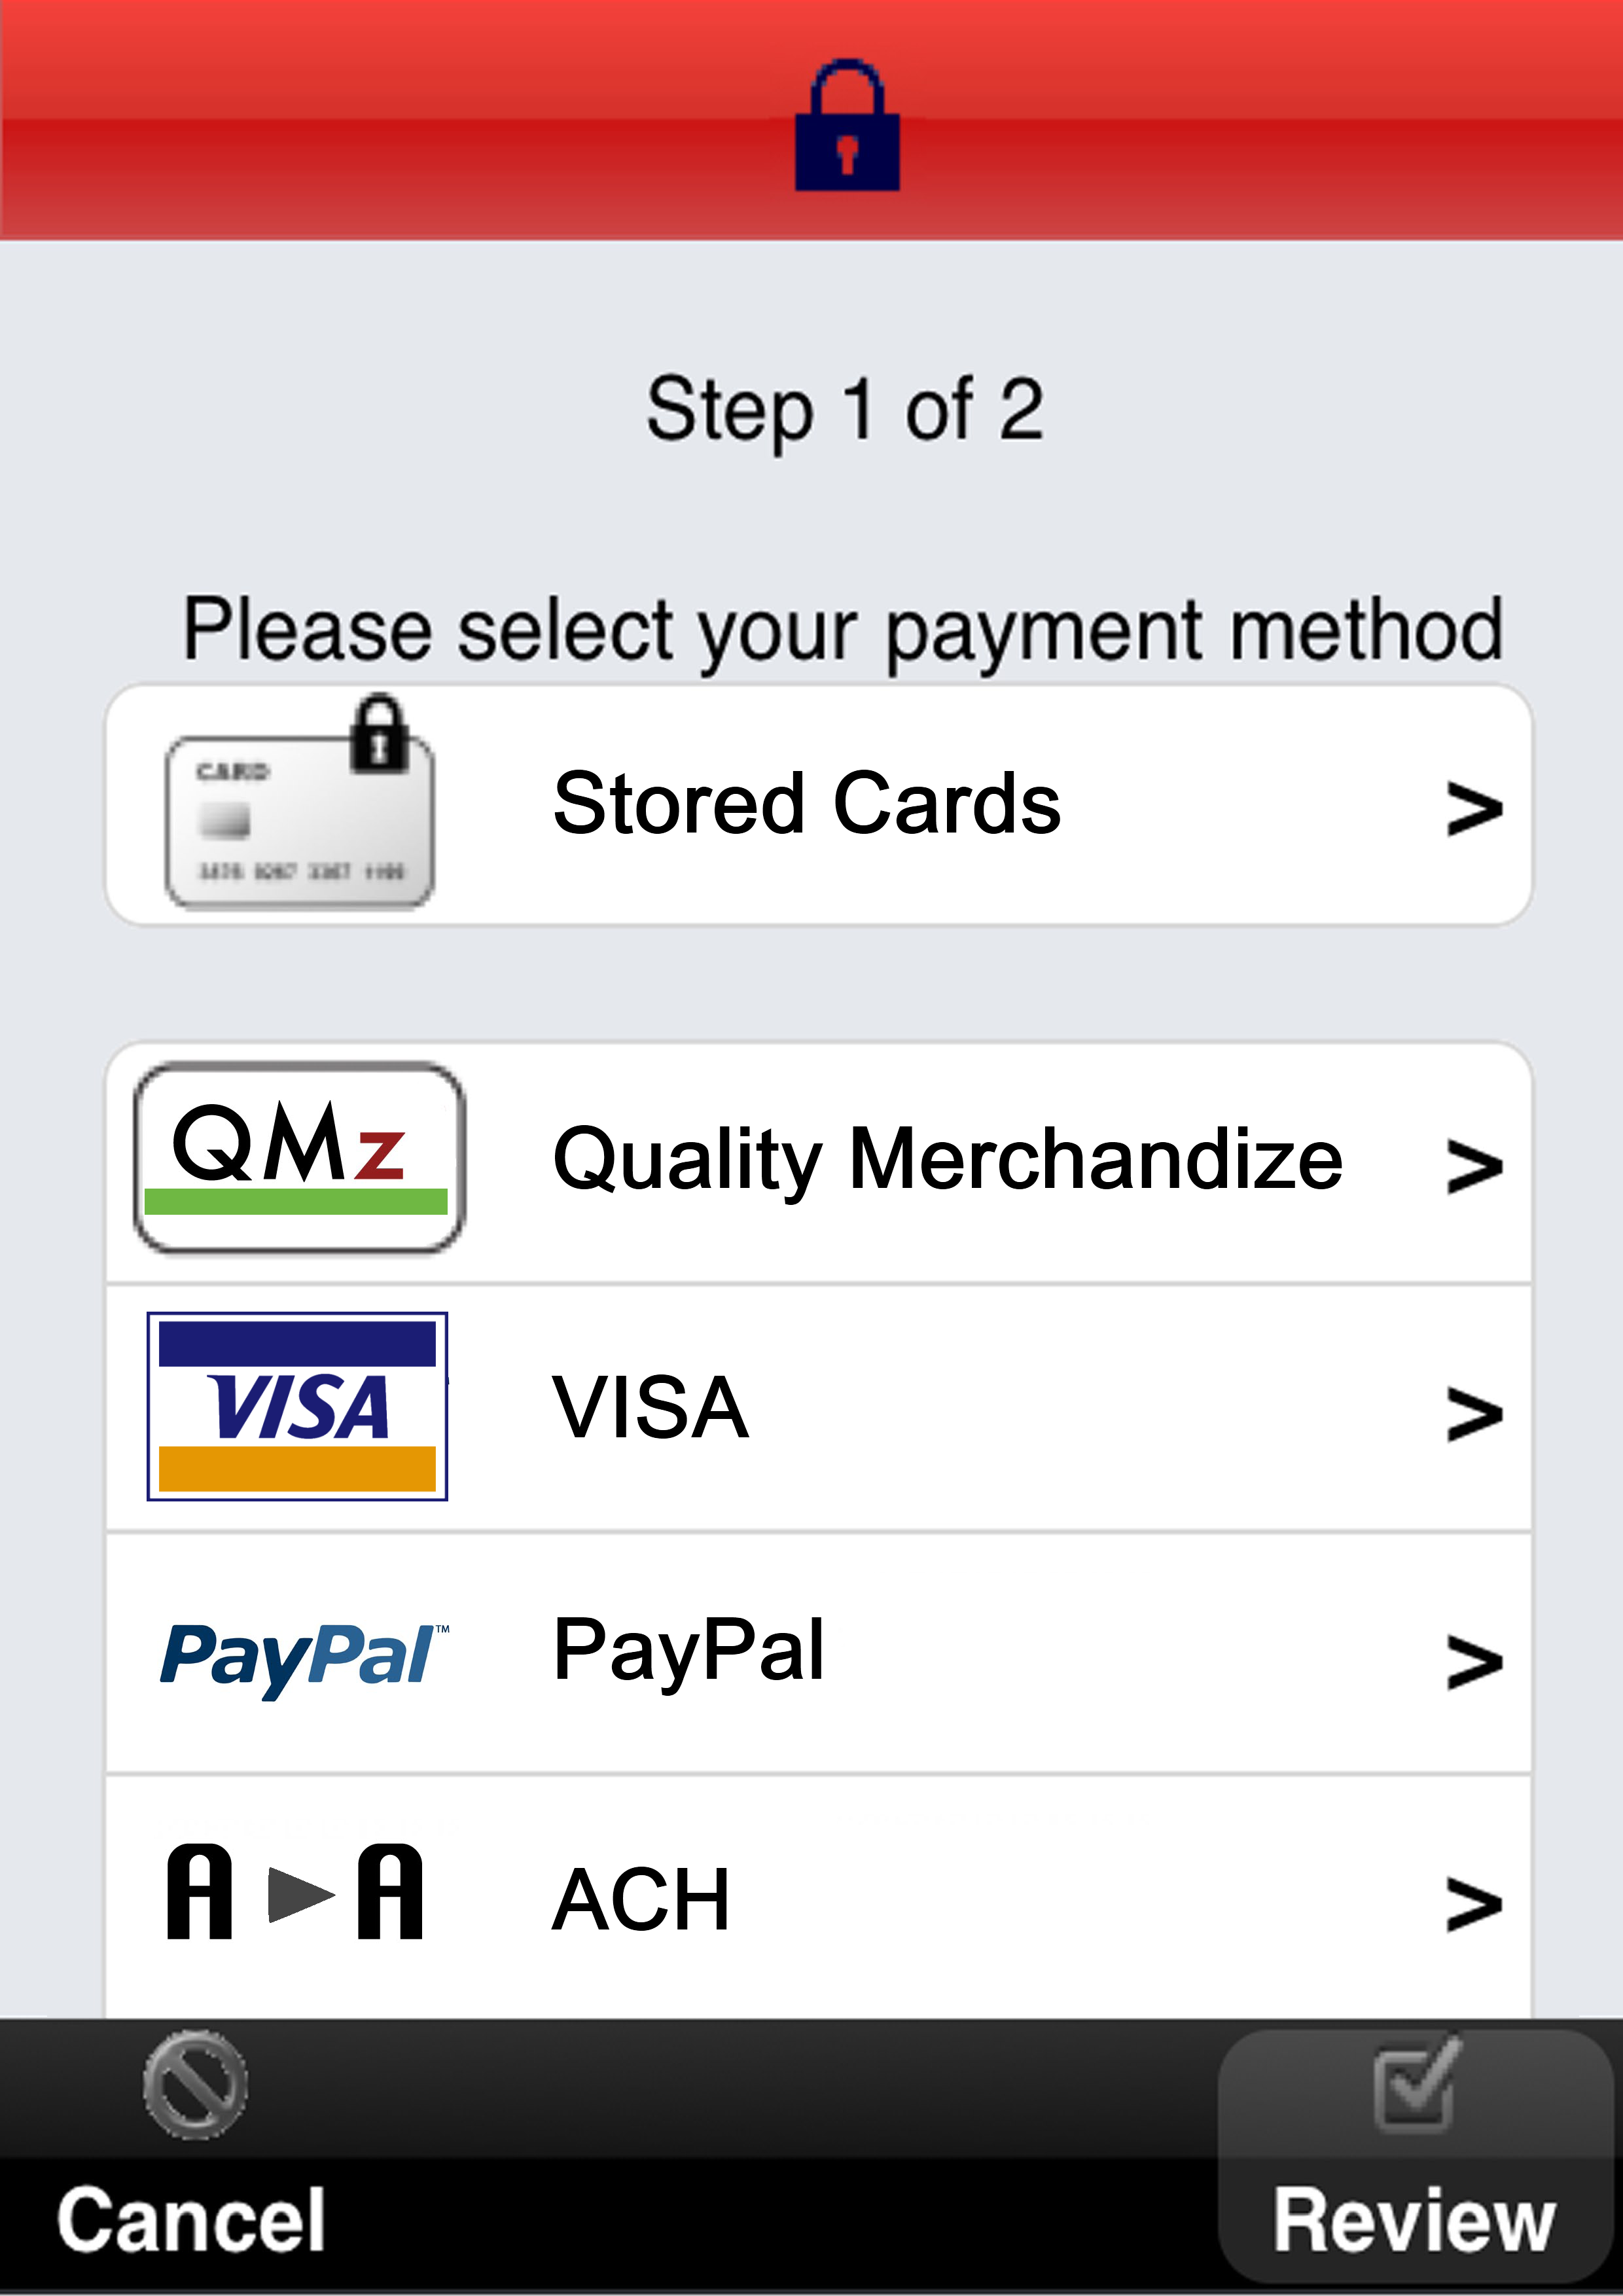 Step 1 of 2
Please select your payment method
CARD
Stored Cards >
QMz
Quality Merchandize >
VISA
VISA >
PayPal™
PayPal >
A A
ACH >
Cancel
Review